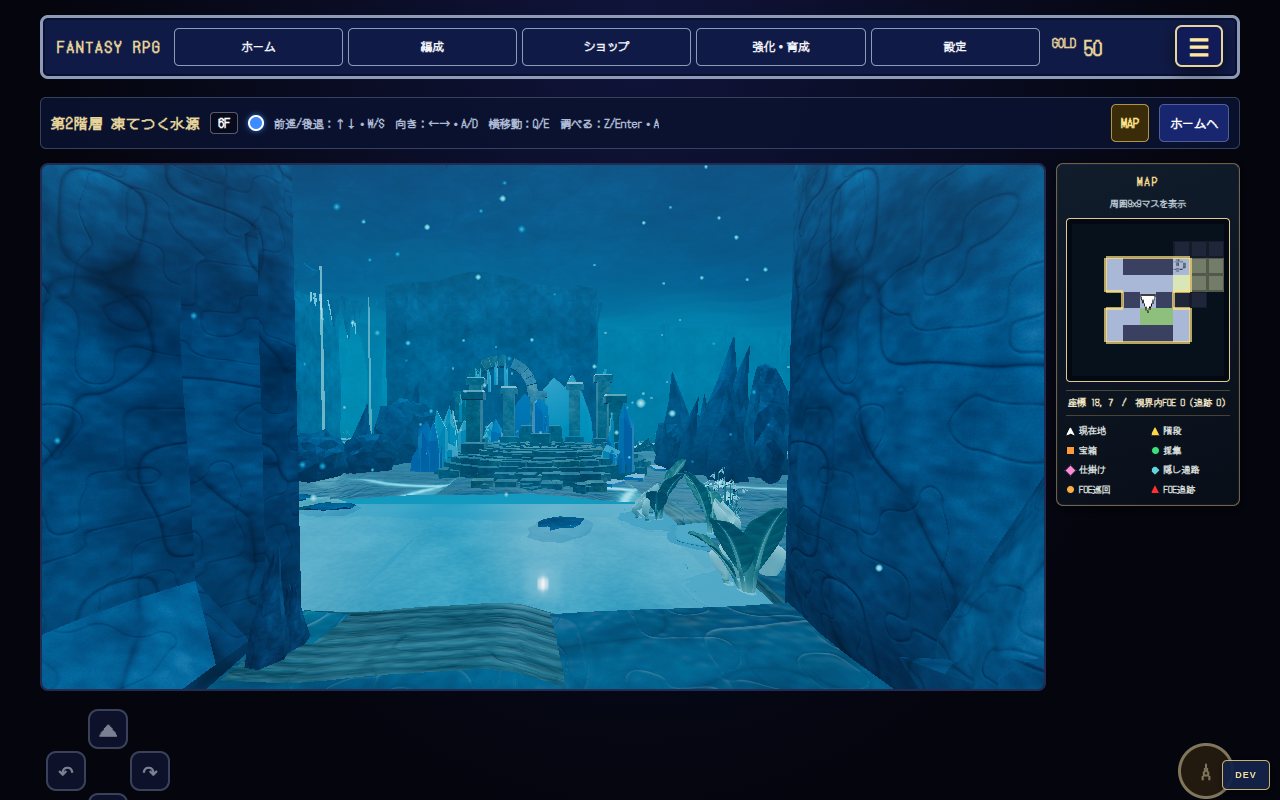 FANTASY RPG
ホーム
編成
ショップ
強化・育成
設定
GOLD 50
第2階層 凍てつく水源
6F
前進/後退：↑↓・W/S 向き：←→・A/D 横移動：Q/E 調べる：Z/Enter・A
MAP
ホームへ
MAP
周囲9x9マスを表示
座標 18, 7 / 視界内FOE 0 (追跡 0)
現在地
階段
宝箱
採集
仕掛け
隠し通路
FOE巡回
FOE追跡
A
DEV